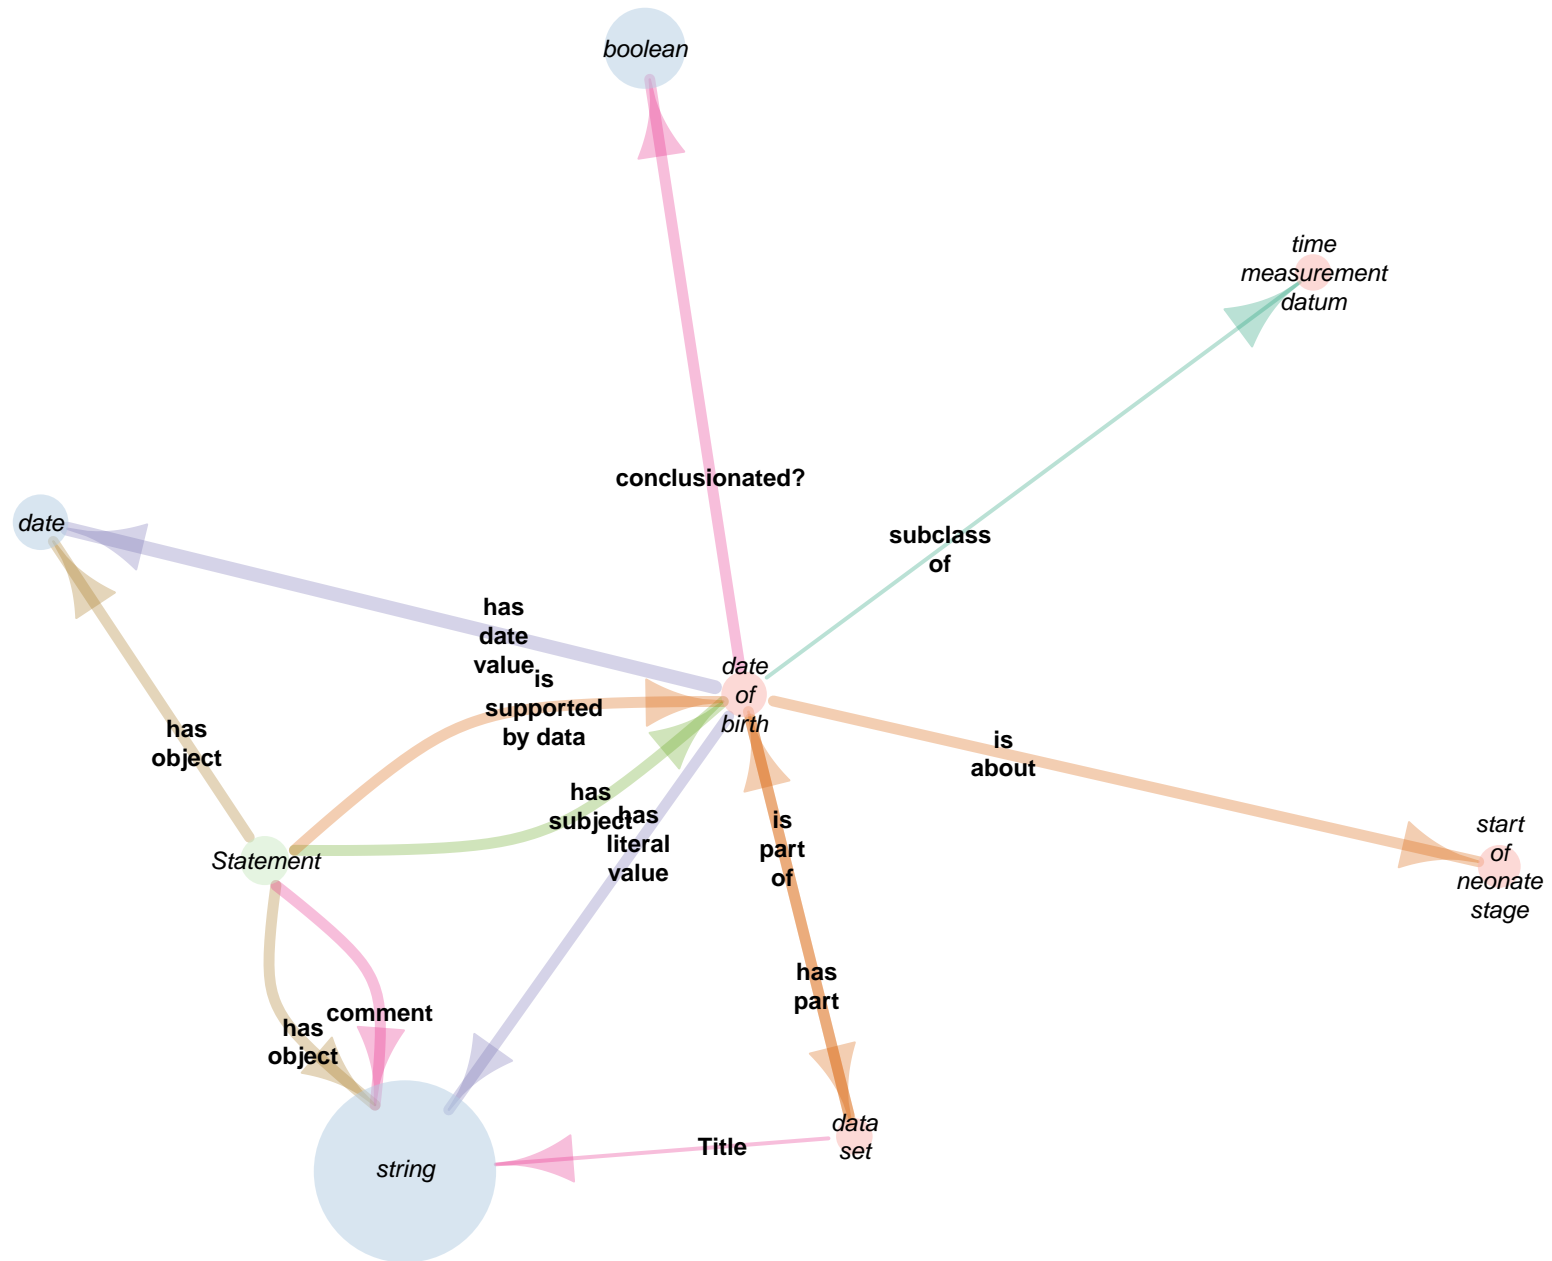 boolean
time
measurement
datum
conclusionated?
date
subclass
of
has
date
value
is
supported
by data
date
of
birth
has
object
is
about
has
subject
has
literal
value
is
part
of
start
of
neonate
stage
Statement
has
part
comment
has
object
data
set
Title
string